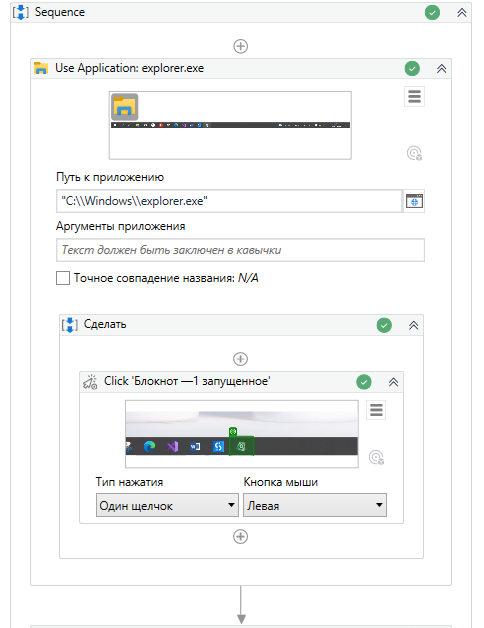 Sequence
Use Application: explorer.exe
Путь к приложению
"C:\\Windows\\explorer.exe"
Аргументы приложения
Текст должен быть заключен в кавычки
Точное совпадение названия: N/A
Сделать
Click 'Блокнот —1 запущенное'
Тип нажатия Кнопка мыши
Один щелчок Левая